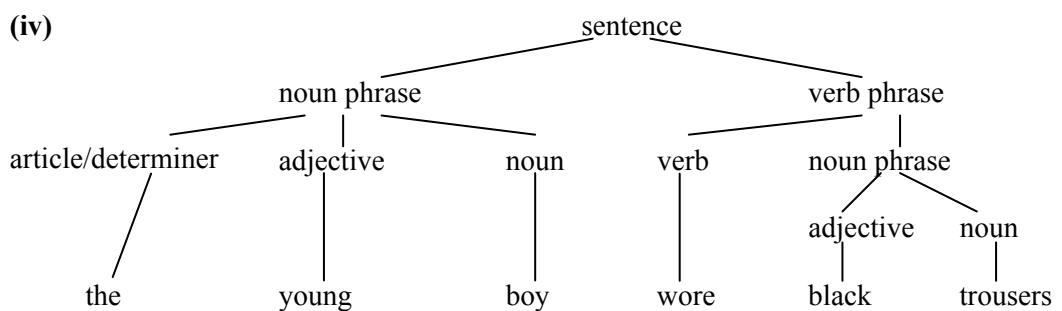 (iv) sentence
noun phrase verb phrase
article/determiner adjective noun verb noun phrase
adjective noun
the young boy wore black trousers